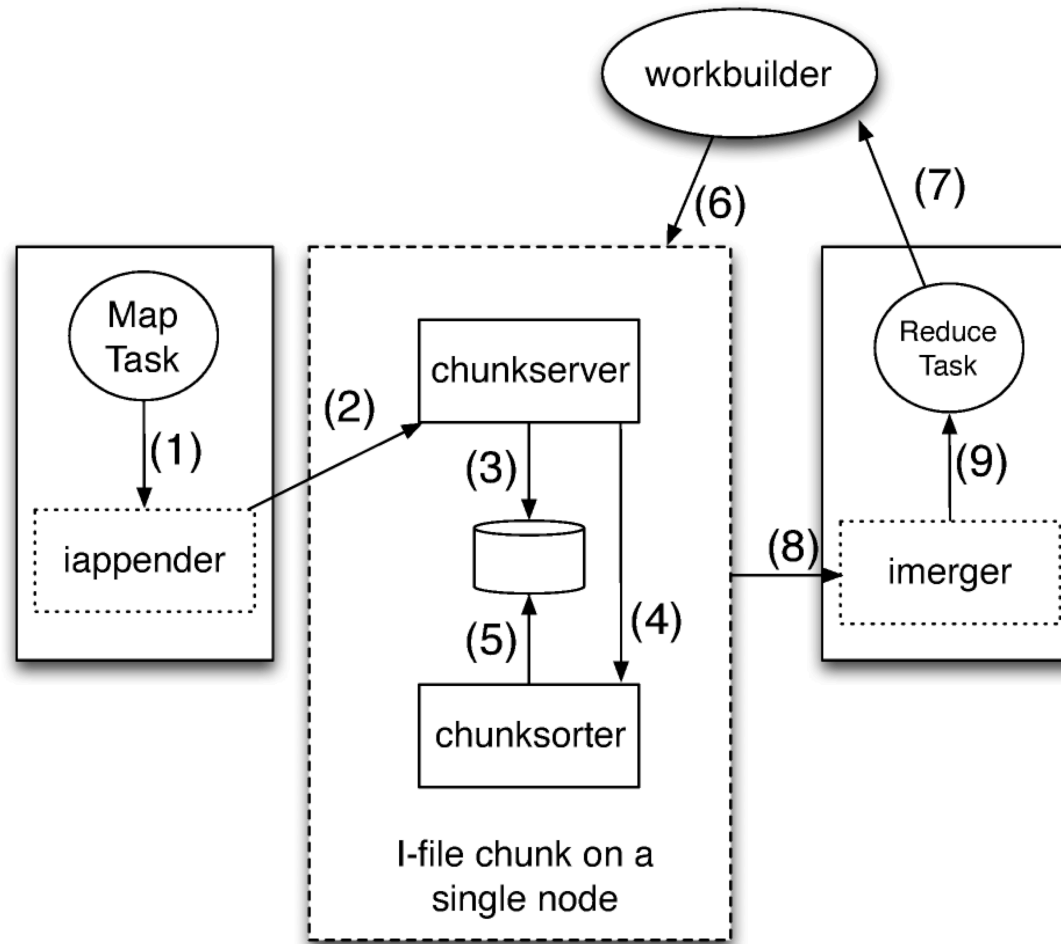 workbuilder
(6)
(7)
Map
Task
(1)
iappender
(2)
chunkserver
(3)
(4)
(5)
chunksorter
I-file chunk on a
single node
Reduce
Task
(9)
(8)
imerger